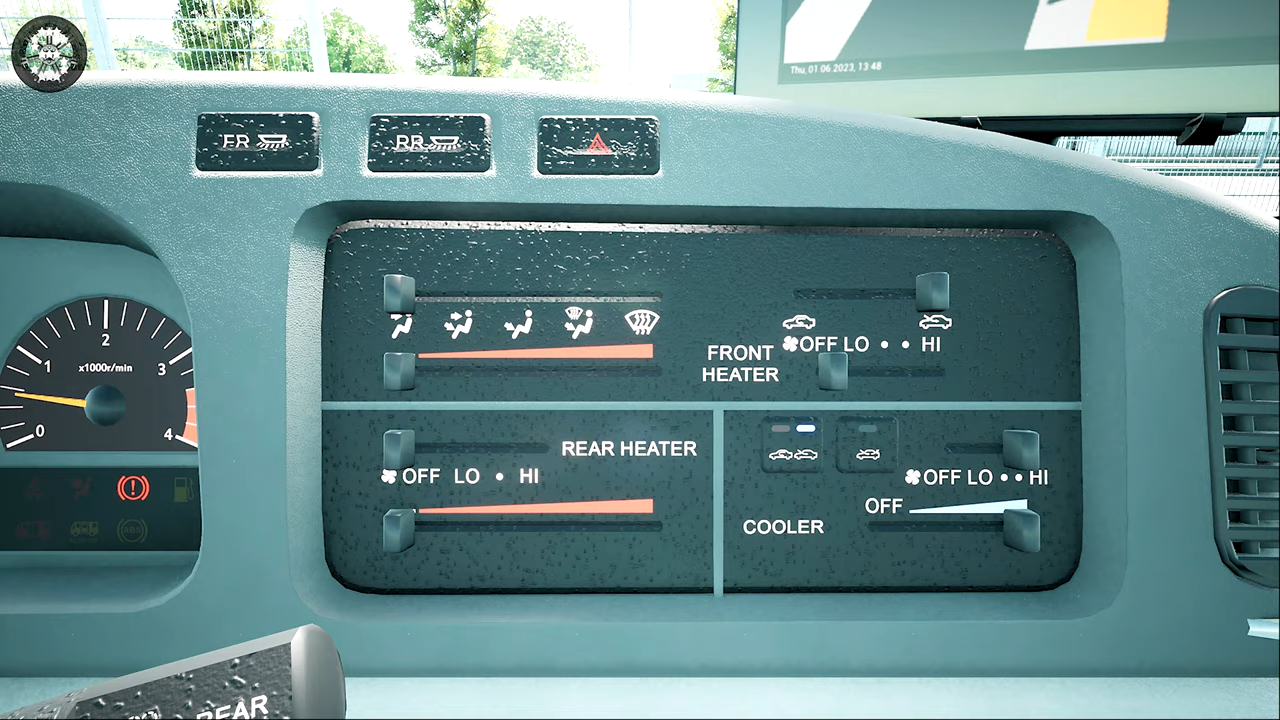 Thu, 01.06.2023, 13:48
FR
RR
2
1
x1000r/min
3
0
4
OFF LO • • HI
FRONT
HEATER
REAR HEATER
OFF LO • HI
OFF LO • • HI
OFF
COOLER
ABS
REAR